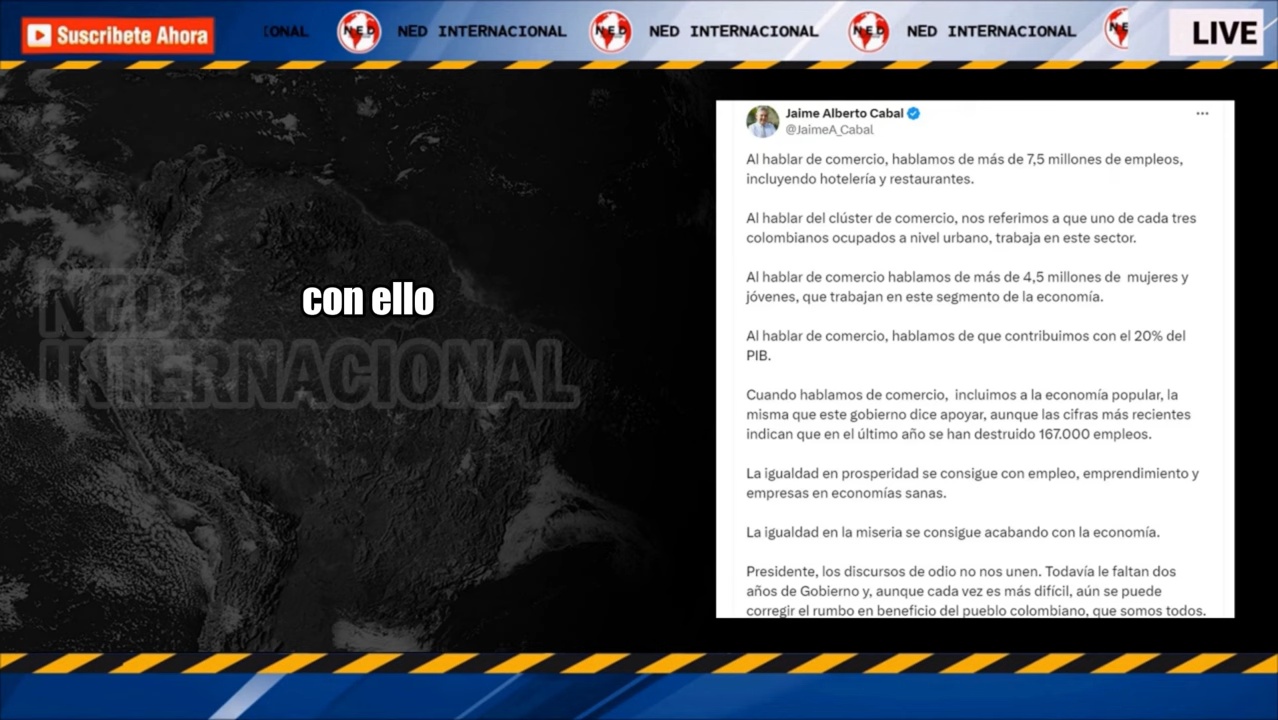 Suscribete Ahora
IONAL
NED
NED INTERNACIONAL
NED
NED INTERNACIONAL
NED
NED INTERNACIONAL
NE
LIVE
Jaime Alberto Cabal
@JaimeA_Cabal
Al hablar de comercio, hablamos de más de 7,5 millones de empleos,
incluyendo hotelería y restaurantes.
Al hablar del clúster de comercio, nos referimos a que uno de cada tres
colombianos ocupados a nivel urbano, trabaja en este sector.
Al hablar de comercio hablamos de más de 4,5 millones de mujeres y
jóvenes, que trabajan en este segmento de la economía.
Al hablar de comercio, hablamos de que contribuimos con el 20% del
PIB.
Cuando hablamos de comercio, incluimos a la economía popular, la
misma que este gobierno dice apoyar, aunque las cifras más recientes
indican que en el último año se han destruido 167.000 empleos.
La igualdad en prosperidad se consigue con empleo, emprendimiento y
empresas en economías sanas.
La igualdad en la miseria se consigue acabando con la economía.
Presidente, los discursos de odio no nos unen. Todavía le faltan dos
años de Gobierno y, aunque cada vez es más difícil, aún se puede
corregir el rumbo en beneficio del pueblo colombiano, que somos todos.
con ello
NED
INTERNACIONAL